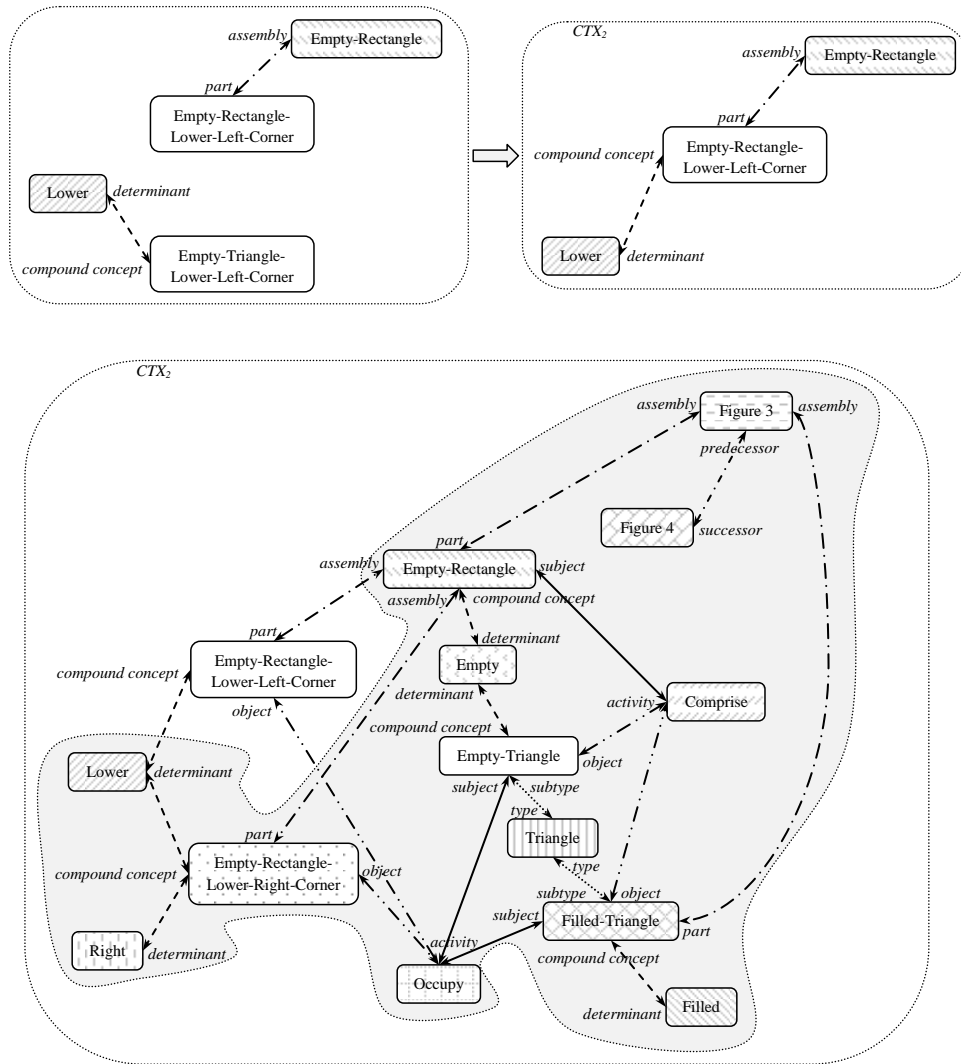 assembly
Empty-Rectangle
part
Empty-Rectangle-
Lower-Left-Corner
Lower
determinant
compound concept
Empty-Triangle-
Lower-Left-Corner
CTX₂
assembly
Empty-Rectangle
part
compound concept
Empty-Rectangle-
Lower-Left-Corner
Lower
determinant
CTX₂
assembly
Figure 3
assembly
predecessor
Figure 4
successor
part
assembly
Empty-Rectangle
subject
assembly
compound concept
part
determinant
Empty
compound concept
Empty-Rectangle-
Lower-Left-Corner
determinant
object
activity
Comprise
compound concept
Empty-Triangle
object
Lower
determinant
subject
subtype
type
Triangle
part
type
compound concept
Empty-Rectangle-
Lower-Right-Corner
object
subtype
object
subject
Filled-Triangle
part
Right
determinant
activity
compound concept
Occupy
determinant
Filled